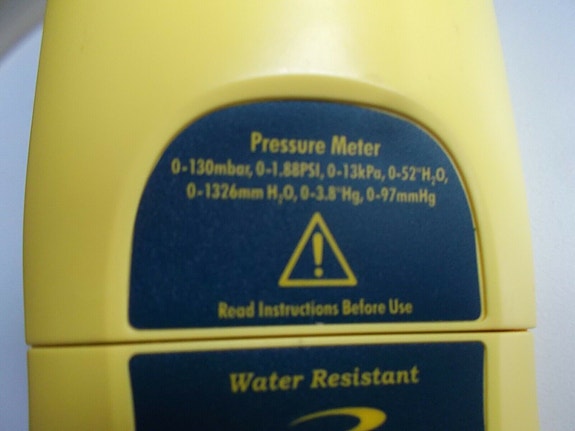 Pressure Meter
0-130mbar, 0-1.88PSI, 0-13kPa, 0-52"H₂O,
0-1326mm H₂O, 0-3.8"Hg, 0-97mmHg
Read Instructions Before Use
Water Resistant